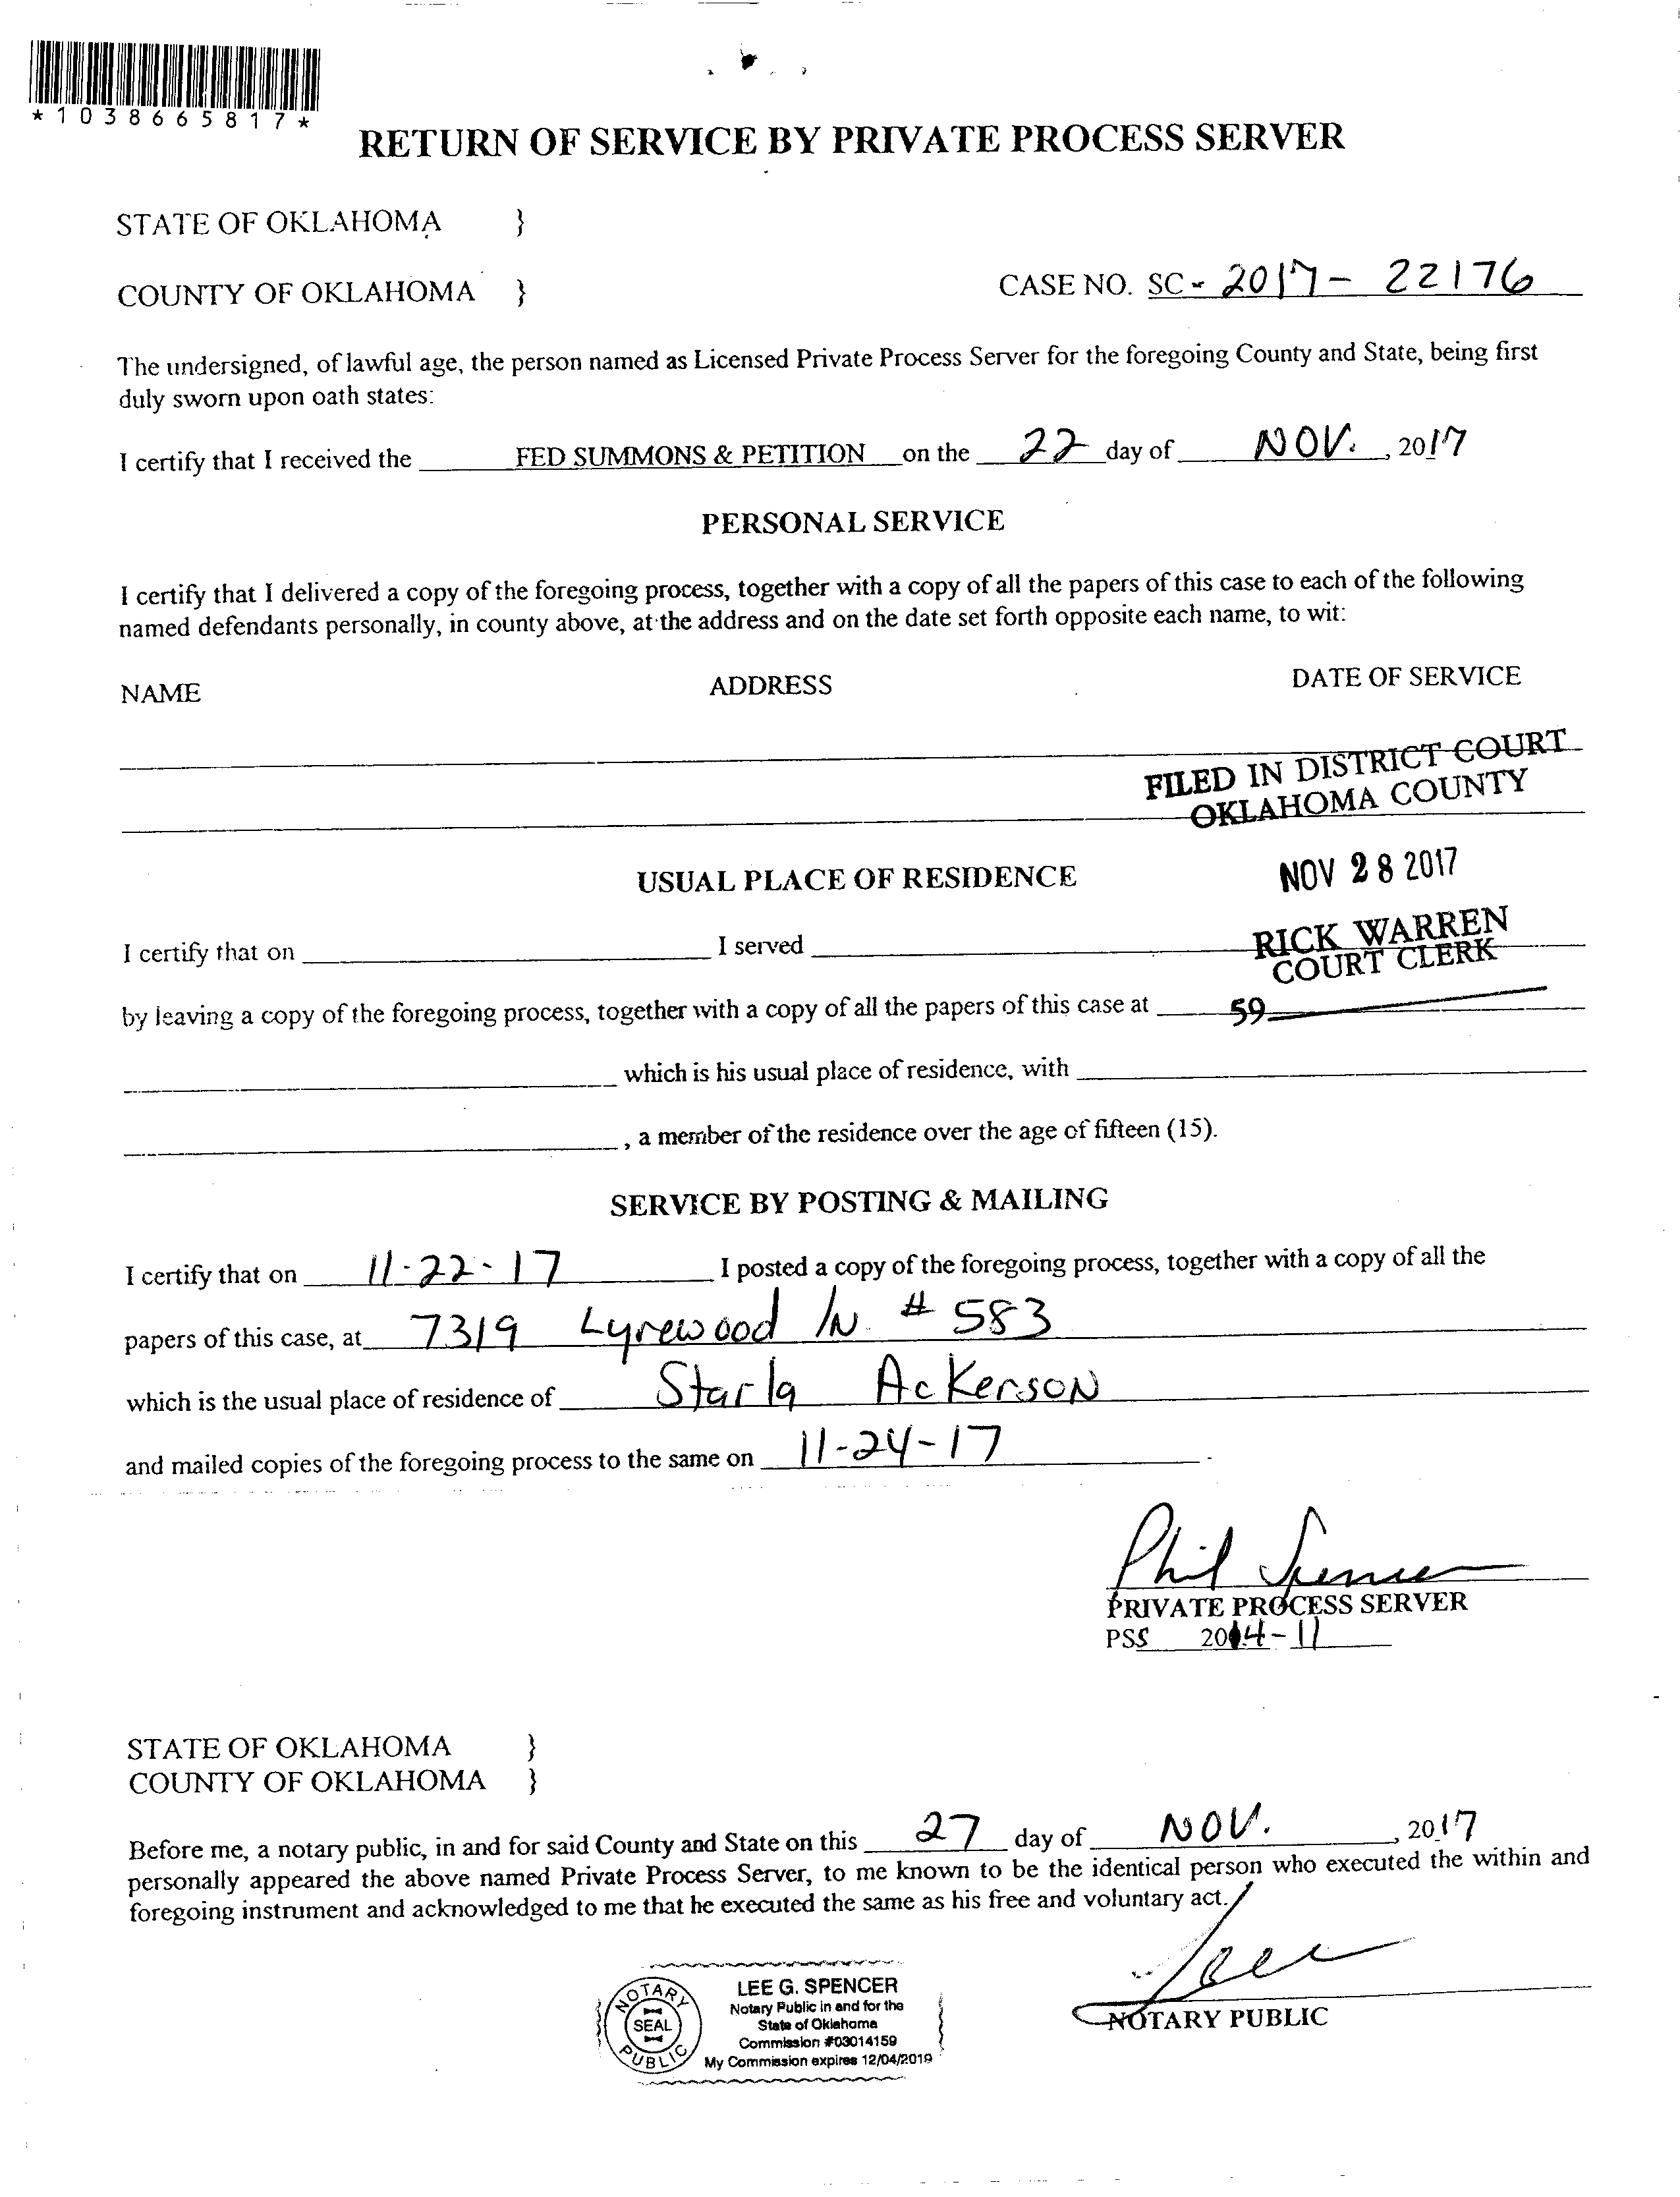 *1038665817*
RETURN OF SERVICE BY PRIVATE PROCESS SERVER
STATE OF OKLAHOMA }
COUNTY OF OKLAHOMA } CASE NO. SC - 2017 - 22176
The undersigned, of lawful age, the person named as Licensed Private Process Server for the foregoing County and State, being first
duly sworn upon oath states:
I certify that I received the FED SUMMONS & PETITION on the 22 day of NOV. , 2017
PERSONAL SERVICE
I certify that I delivered a copy of the foregoing process, together with a copy of all the papers of this case to each of the following
named defendants personally, in county above, at the address and on the date set forth opposite each name, to wit:
NAME ADDRESS DATE OF SERVICE
FILED IN DISTRICT COURT
OKLAHOMA COUNTY
NOV 28 2017
USUAL PLACE OF RESIDENCE
RICK WARREN
COURT CLERK
I certify that on I served
by leaving a copy of the foregoing process, together with a copy of all the papers of this case at 59
which is his usual place of residence, with
, a member of the residence over the age of fifteen (15).
SERVICE BY POSTING & MAILING
I certify that on 11-22-17 I posted a copy of the foregoing process, together with a copy of all the
papers of this case, at 7319 Lyrewood ln. # 583
which is the usual place of residence of Starla Ackerson
and mailed copies of the foregoing process to the same on 11-24-17
Phil Spencer
PRIVATE PROCESS SERVER
PSS 2014-11
STATE OF OKLAHOMA }
COUNTY OF OKLAHOMA }
Before me, a notary public, in and for said County and State on this 27 day of NOV. , 2017
personally appeared the above named Private Process Server, to me known to be the identical person who executed the within and
foregoing instrument and acknowledged to me that he executed the same as his free and voluntary act.
Lee
NOTARY PUBLIC
NOTARY
SEAL
PUBLIC
LEE G. SPENCER
Notary Public in and for the
State of Oklahoma
Commission #03014159
My Commission expires 12/04/2019